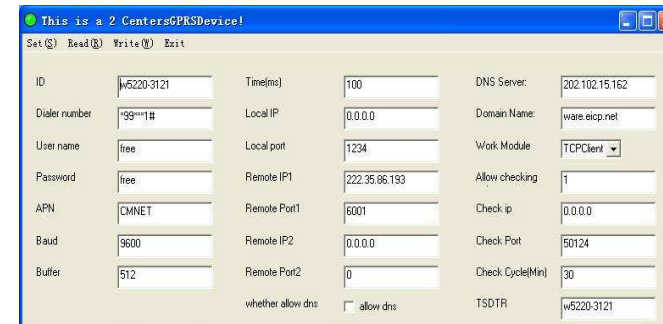 This is a 2 CentersGPRSDevice!
Set(S) Read(R) Write(W) Exit
ID w5220-3121 Time(ms) 100 DNS Server: 202.102.15.162
Dialer number *99***1# Local IP 0.0.0.0 Domain Name: ware.eicp.net
User name free Local port 1234 Work Module TCPClient
Password free Remote IP1 222.35.86.193 Allow checking 1
APN CMNET Remote Port1 6001 Check ip 0.0.0.0
Baud 9600 Remote IP2 0.0.0.0 Check Port 50124
Buffer 512 Remote Port2 0 Check Cycle(Min) 30
whether allow dns allow dns TSDTR w5220-3121